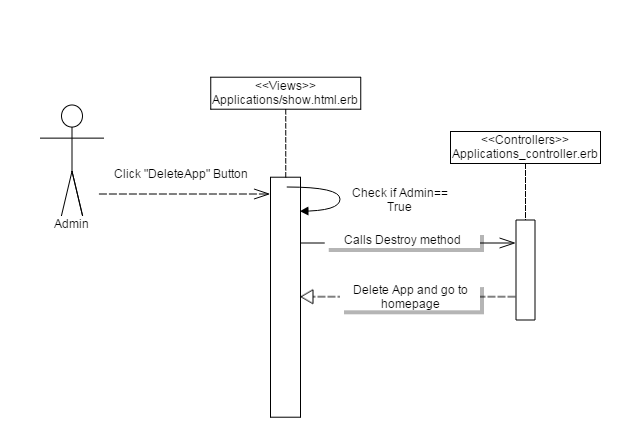 <<Views>>
Applications/show.html.erb
<<Controllers>>
Applications_controller.erb
Click "DeleteApp" Button
Admin
Check if Admin==
True
Calls Destroy method
Delete App and go to
homepage